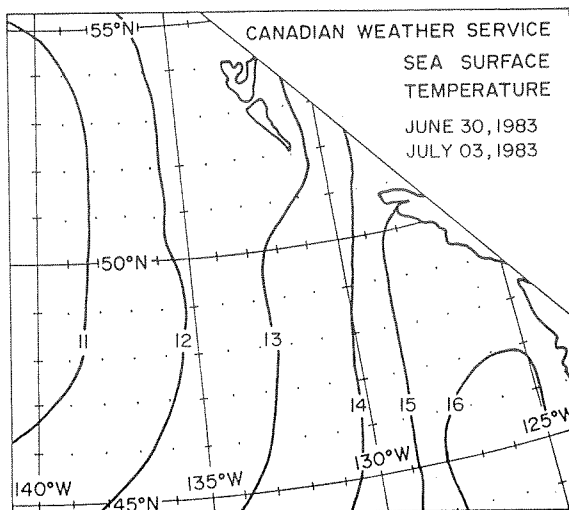 55°N
CANADIAN WEATHER SERVICE
SEA SURFACE
TEMPERATURE
JUNE 30, 1983
JULY 03, 1983
50°N
11
12
13
14
15
16
125°W
130°W
135°W
140°W
45°N